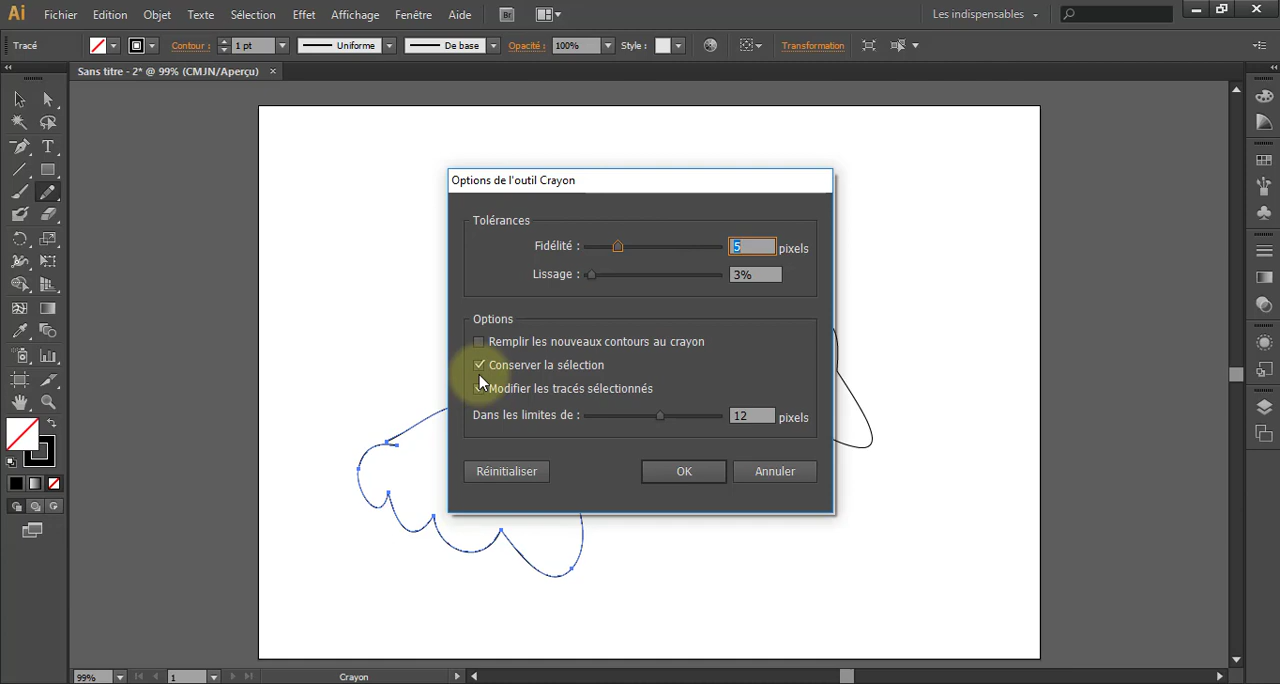 Ai Fichier Edition Objet Texte Sélection Effet Affichage Fenêtre Aide Br Les indispensables
Tracé Contour : 1 pt Uniforme De base Opacité : 100% Style : Transformation
Sans titre - 2* @ 99% (CMJN/Aperçu) ×
Options de l'outil Crayon
Tolérances
Fidélité : 5 pixels
Lissage : 3%
Options
Remplir les nouveaux contours au crayon
Conserver la sélection
Modifier les tracés sélectionnés
Dans les limites de : 12 pixels
Réinitialiser OK Annuler
99% 1 Crayon